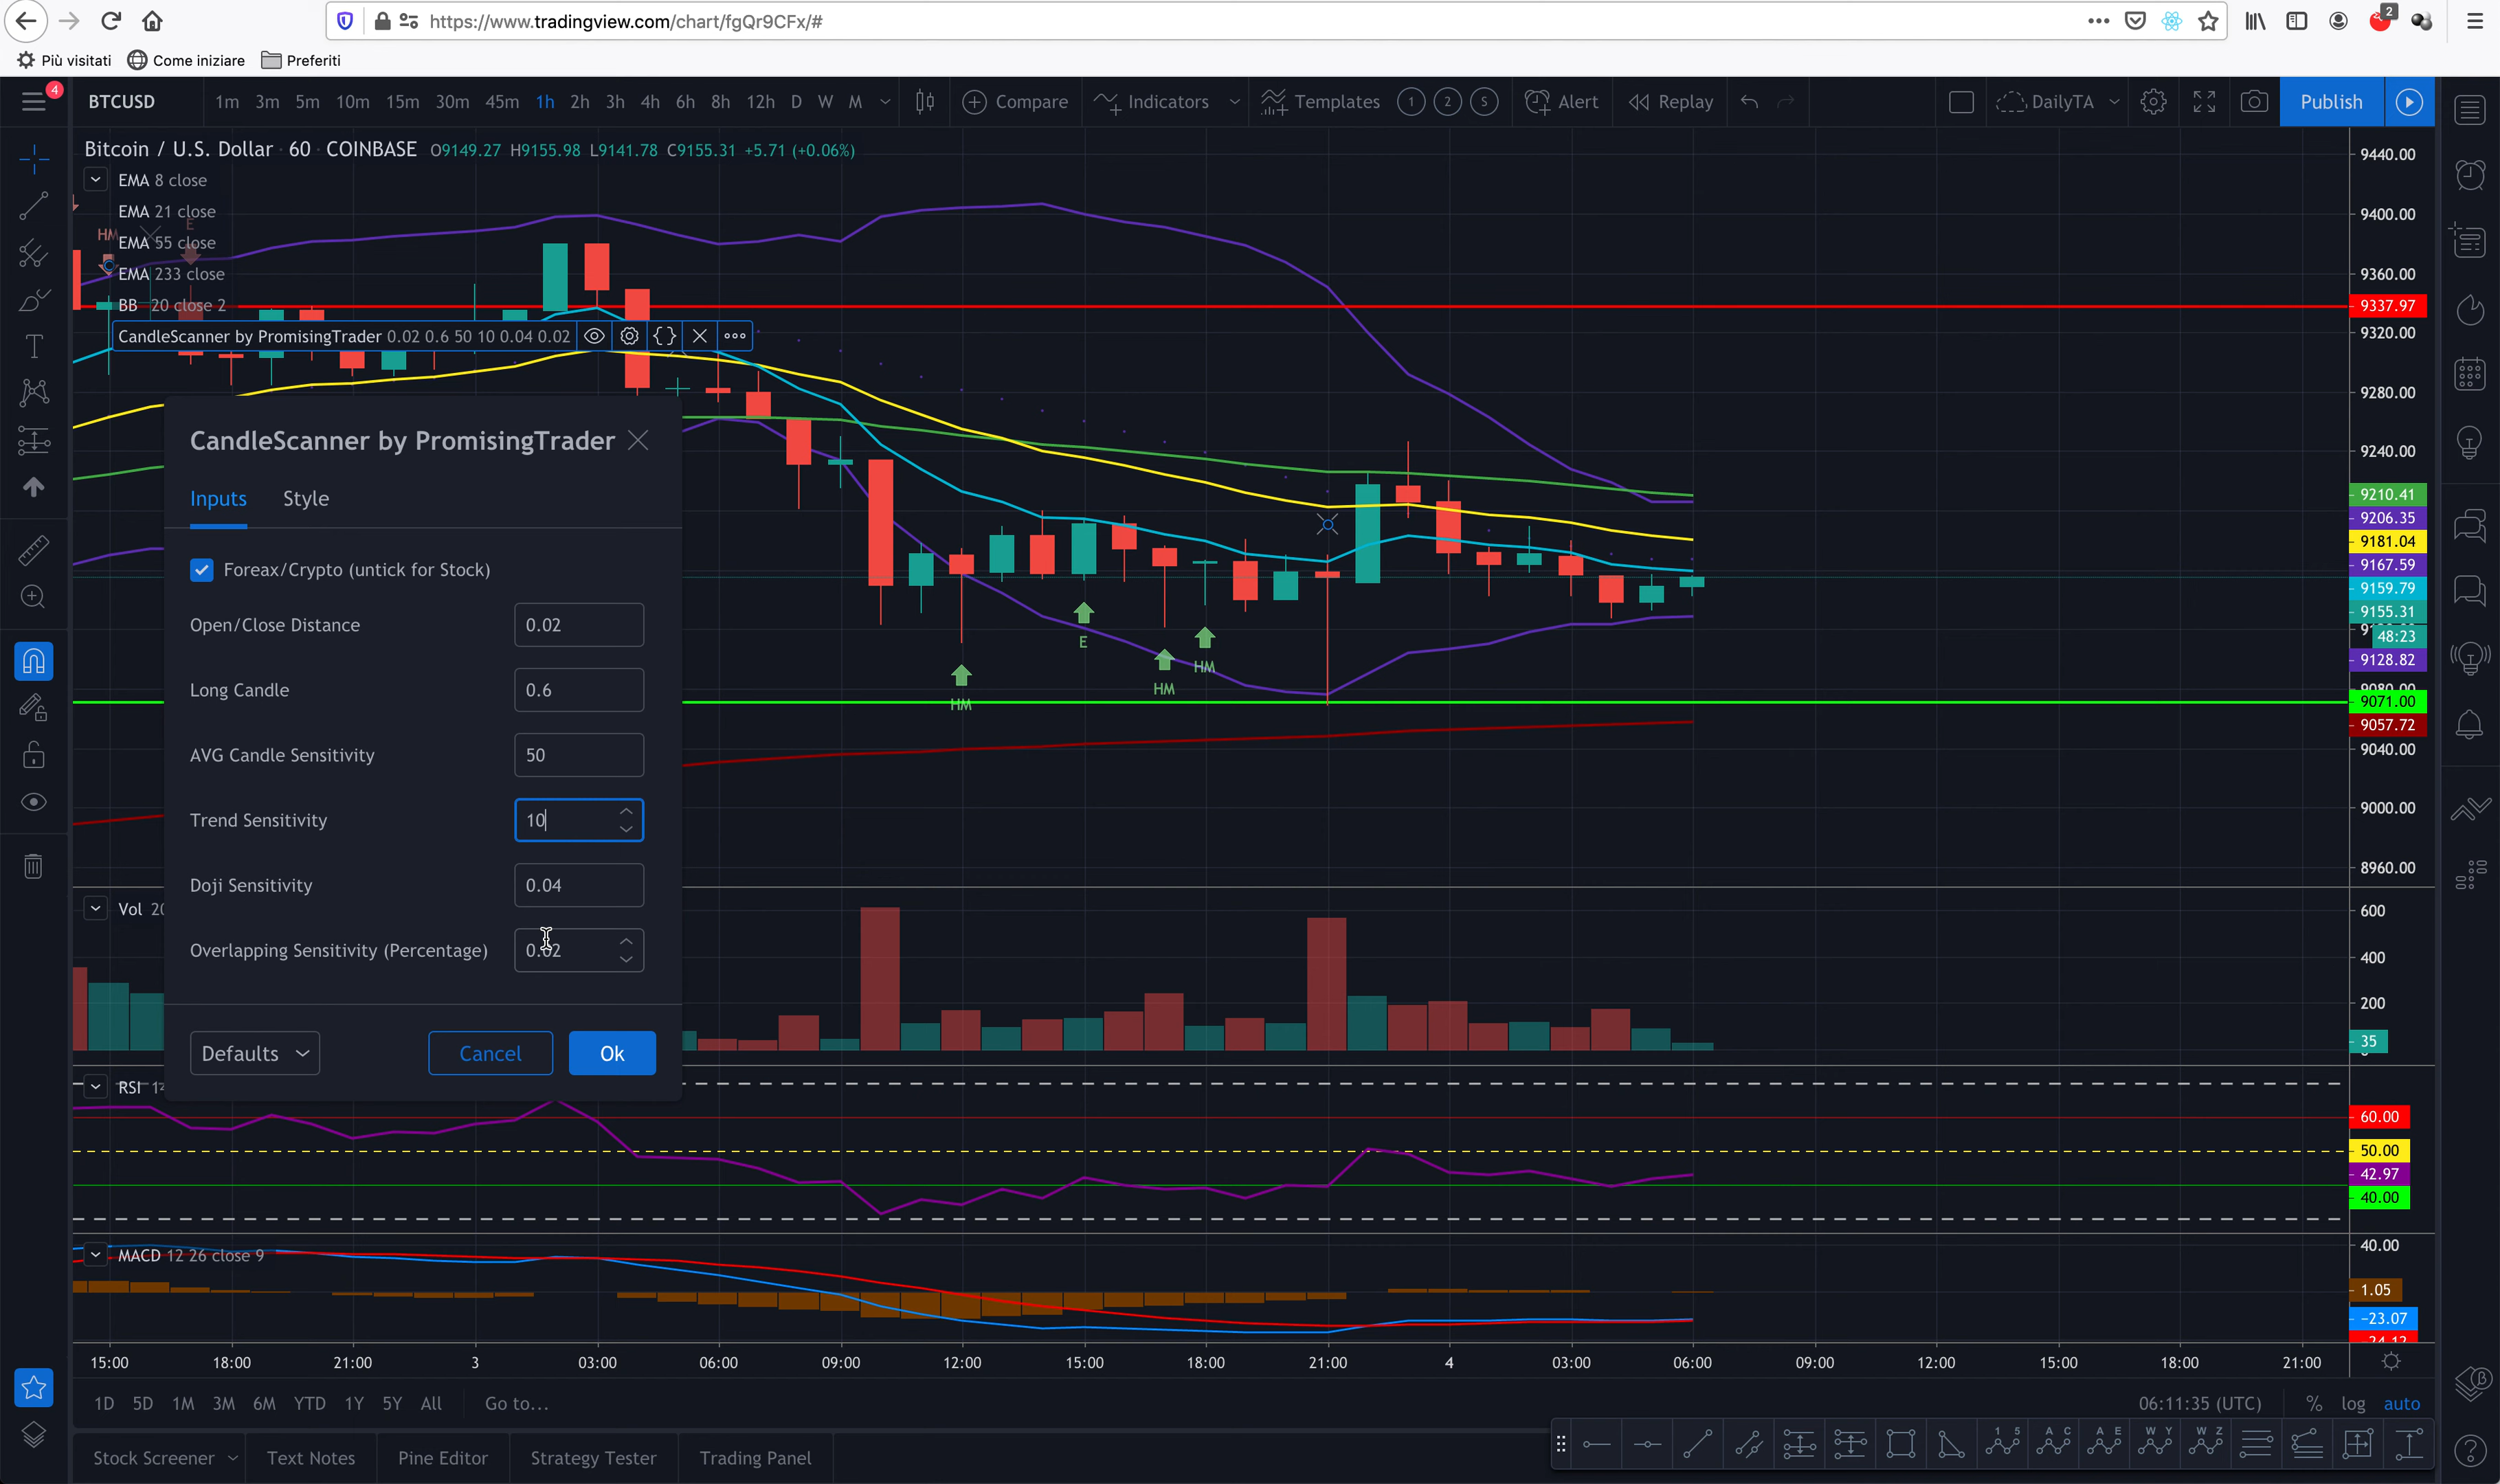 https://www.tradingview.com/chart/fgQr9CFx/#
2
Più visitati Come iniziare Preferiti
4
BTCUSD 1m 3m 5m 10m 15m 30m 45m 1h 2h 3h 4h 6h 8h 12h D W M Compare Indicators Templates 1 2 S Alert Replay DailyTA Publish
Bitcoin / U.S. Dollar · 60 · COINBASE O9149.27 H9155.98 L9141.78 C9155.31 +5.71 (+0.06%)
EMA 8 close
EMA 21 close
E
HM
EMA 55 close
EMA 233 close
BB 20 close 2
CandleScanner by PromisingTrader 0.02 0.6 50 10 0.04 0.02
CandleScanner by PromisingTrader
Inputs Style
Foreax/Crypto (untick for Stock)
Open/Close Distance 0.02
Long Candle 0.6
AVG Candle Sensitivity 50
Trend Sensitivity 10
Doji Sensitivity 0.04
Overlapping Sensitivity (Percentage) 0.02
Defaults Cancel Ok
HM
E
HM
HM
9440.00
9400.00
9360.00
9337.97
9320.00
9280.00
9240.00
9210.41
9206.35
9181.04
9167.59
9159.79
9155.31
48:23
9128.82
9071.00
9057.72
9040.00
9000.00
8960.00
Vol
600
400
200
35
RSI
60.00
50.00
42.97
40.00
MACD 12 26 close 9
40.00
1.05
−23.07
15:00 18:00 21:00 3 03:00 06:00 09:00 12:00 15:00 18:00 21:00 4 03:00 06:00 09:00 12:00 15:00 18:00 21:00
1D 5D 1M 3M 6M YTD 1Y 5Y All Go to... 06:11:35 (UTC) % log auto
Stock Screener Text Notes Pine Editor Strategy Tester Trading Panel
1 5 A C A E W Y W Z